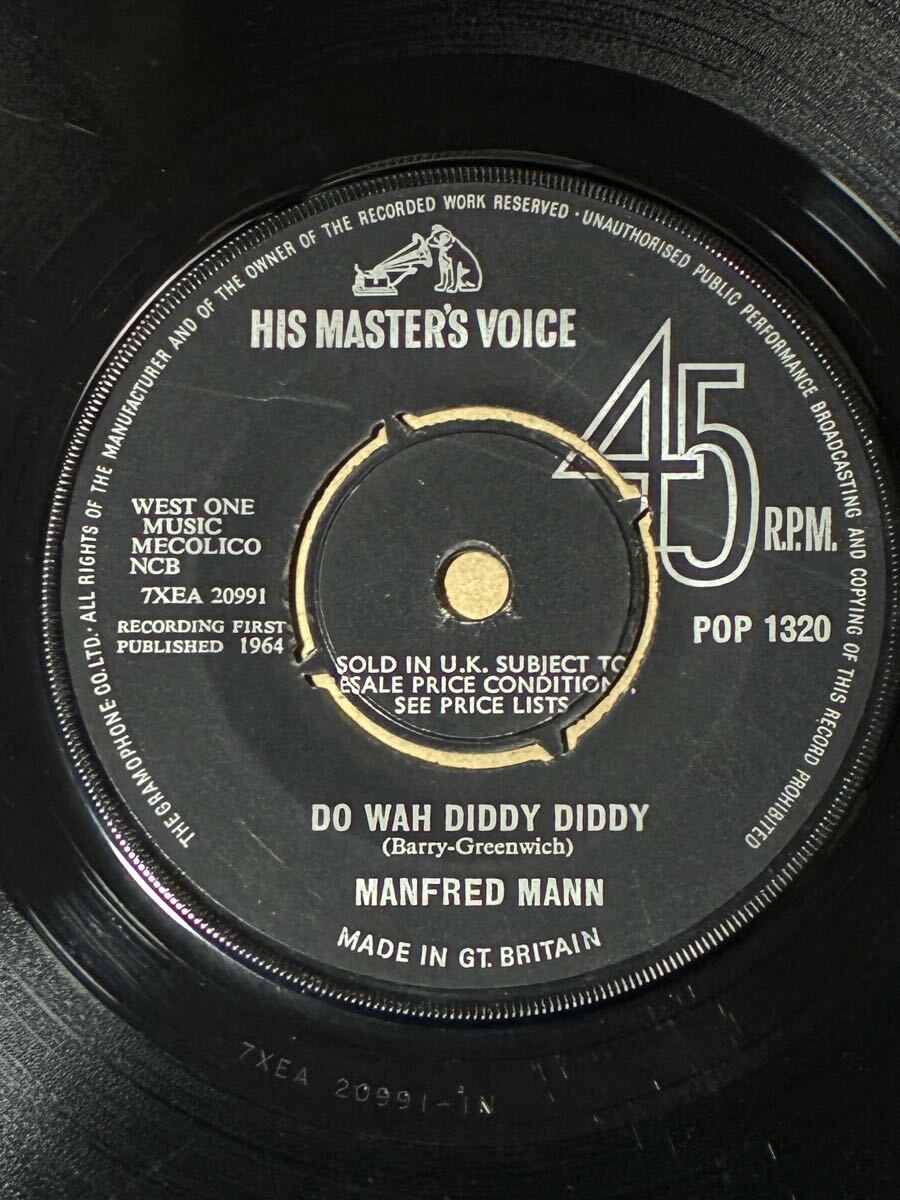 THE GRAMOPHONE CO. LTD. ALL RIGHTS OF THE MANUFACTURER AND OF THE OWNER OF THE RECORDED WORK RESERVED · UNAUTHORISED PUBLIC PERFORMANCE BROADCASTING AND COPYING OF THIS RECORD PROHIBITED
HIS MASTER'S VOICE
45
R.P.M.
WEST ONE
MUSIC
MECOLICO
NCB
7XEA 20991
RECORDING FIRST
PUBLISHED 1964
POP 1320
SOLD IN U.K. SUBJECT TO
ESALE PRICE CONDITIONS,
SEE PRICE LISTS
DO WAH DIDDY DIDDY
(Barry-Greenwich)
MANFRED MANN
MADE IN GT. BRITAIN
7XEA 20991-1N